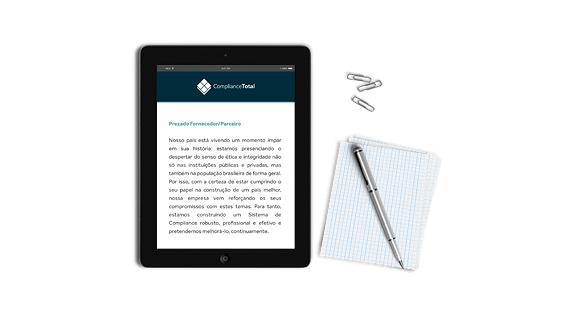 ComplianceTotal
Prezado Fornecedor/Parceiro
Nosso país está vivendo um momento ímpar
em sua história: estamos presenciando o
despertar do senso de ética e integridade não
só nas instituições públicas e privadas, mas
também na população brasileira de forma geral.
Por isso, com a certeza de estar cumprindo o
seu papel na construção de um país melhor,
nossa empresa vem reforçando os seus
compromissos com estes temas. Para tanto,
estamos construindo um Sistema de
Compliance robusto, profissional e efetivo e
pretendemos melhorá-lo, continuamente.